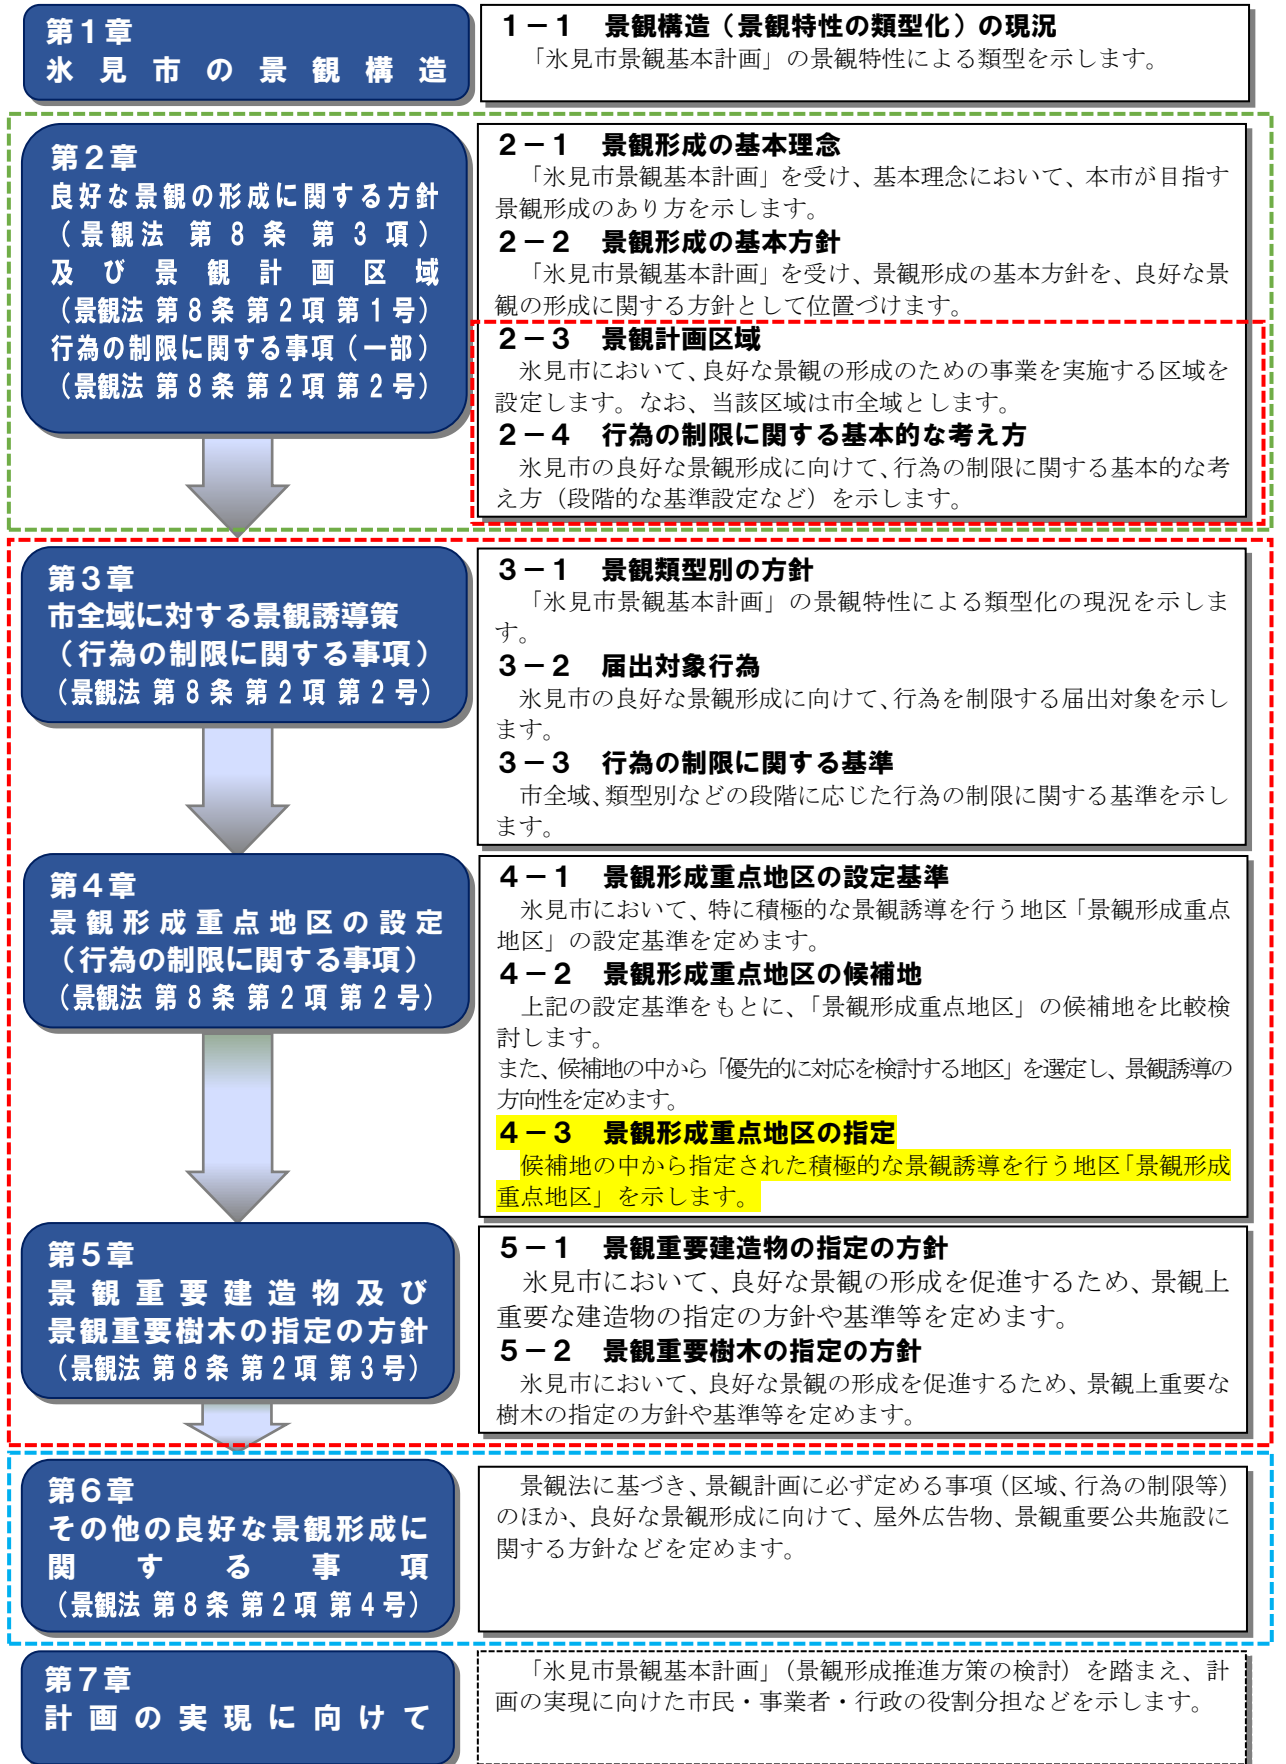 第1章
氷見市の景観構造
1－1　景観構造（景観特性の類型化）の現況
「氷見市景観基本計画」の景観特性による類型を示します。
第2章
良好な景観の形成に関する方針
（景観法 第8条 第3項）
及び景観計画区域
（景観法 第8条 第2項 第1号）
行為の制限に関する事項（一部）
（景観法 第8条 第2項 第2号）
2－1　景観形成の基本理念
「氷見市景観基本計画」を受け、基本理念において、本市が目指す
景観形成のあり方を示します。
2－2　景観形成の基本方針
「氷見市景観基本計画」を受け、景観形成の基本方針を、良好な景
観の形成に関する方針として位置づけます。
2－3　景観計画区域
氷見市において、良好な景観の形成のための事業を実施する区域を
設定します。なお、当該区域は市全域とします。
2－4　行為の制限に関する基本的な考え方
氷見市の良好な景観形成に向けて、行為の制限に関する基本的な考
え方（段階的な基準設定など）を示します。
第3章
市全域に対する景観誘導策
（行為の制限に関する事項）
（景観法 第8条 第2項 第2号）
3－1　景観類型別の方針
「氷見市景観基本計画」の景観特性による類型化の現況を示しま
す。
3－2　届出対象行為
氷見市の良好な景観形成に向けて、行為を制限する届出対象を示し
ます。
3－3　行為の制限に関する基準
市全域、類型別などの段階に応じた行為の制限に関する基準を示し
ます。
第4章
景観形成重点地区の設定
（行為の制限に関する事項）
（景観法 第8条 第2項 第2号）
4－1　景観形成重点地区の設定基準
氷見市において、特に積極的な景観誘導を行う地区「景観形成重点
地区」の設定基準を定めます。
4－2　景観形成重点地区の候補地
上記の設定基準をもとに、「景観形成重点地区」の候補地を比較検
討します。
また、候補地の中から「優先的に対応を検討する地区」を選定し、景観誘導の
方向性を定めます。
4－3　景観形成重点地区の指定
候補地の中から指定された積極的な景観誘導を行う地区「景観形成
重点地区」を示します。
第5章
景観重要建造物及び
景観重要樹木の指定の方針
（景観法 第8条 第2項 第3号）
5－1　景観重要建造物の指定の方針
氷見市において、良好な景観の形成を促進するため、景観上
重要な建造物の指定の方針や基準等を定めます。
5－2　景観重要樹木の指定の方針
氷見市において、良好な景観の形成を促進するため、景観上重要な
樹木の指定の方針や基準等を定めます。
第6章
その他の良好な景観形成に
関する事項
（景観法 第8条 第2項 第4号）
景観法に基づき、景観計画に必ず定める事項（区域、行為の制限等）
のほか、良好な景観形成に向けて、屋外広告物、景観重要公共施設に
関する方針などを定めます。
第7章
計画の実現に向けて
「氷見市景観基本計画」（景観形成推進方策の検討）を踏まえ、計
画の実現に向けた市民・事業者・行政の役割分担などを示します。